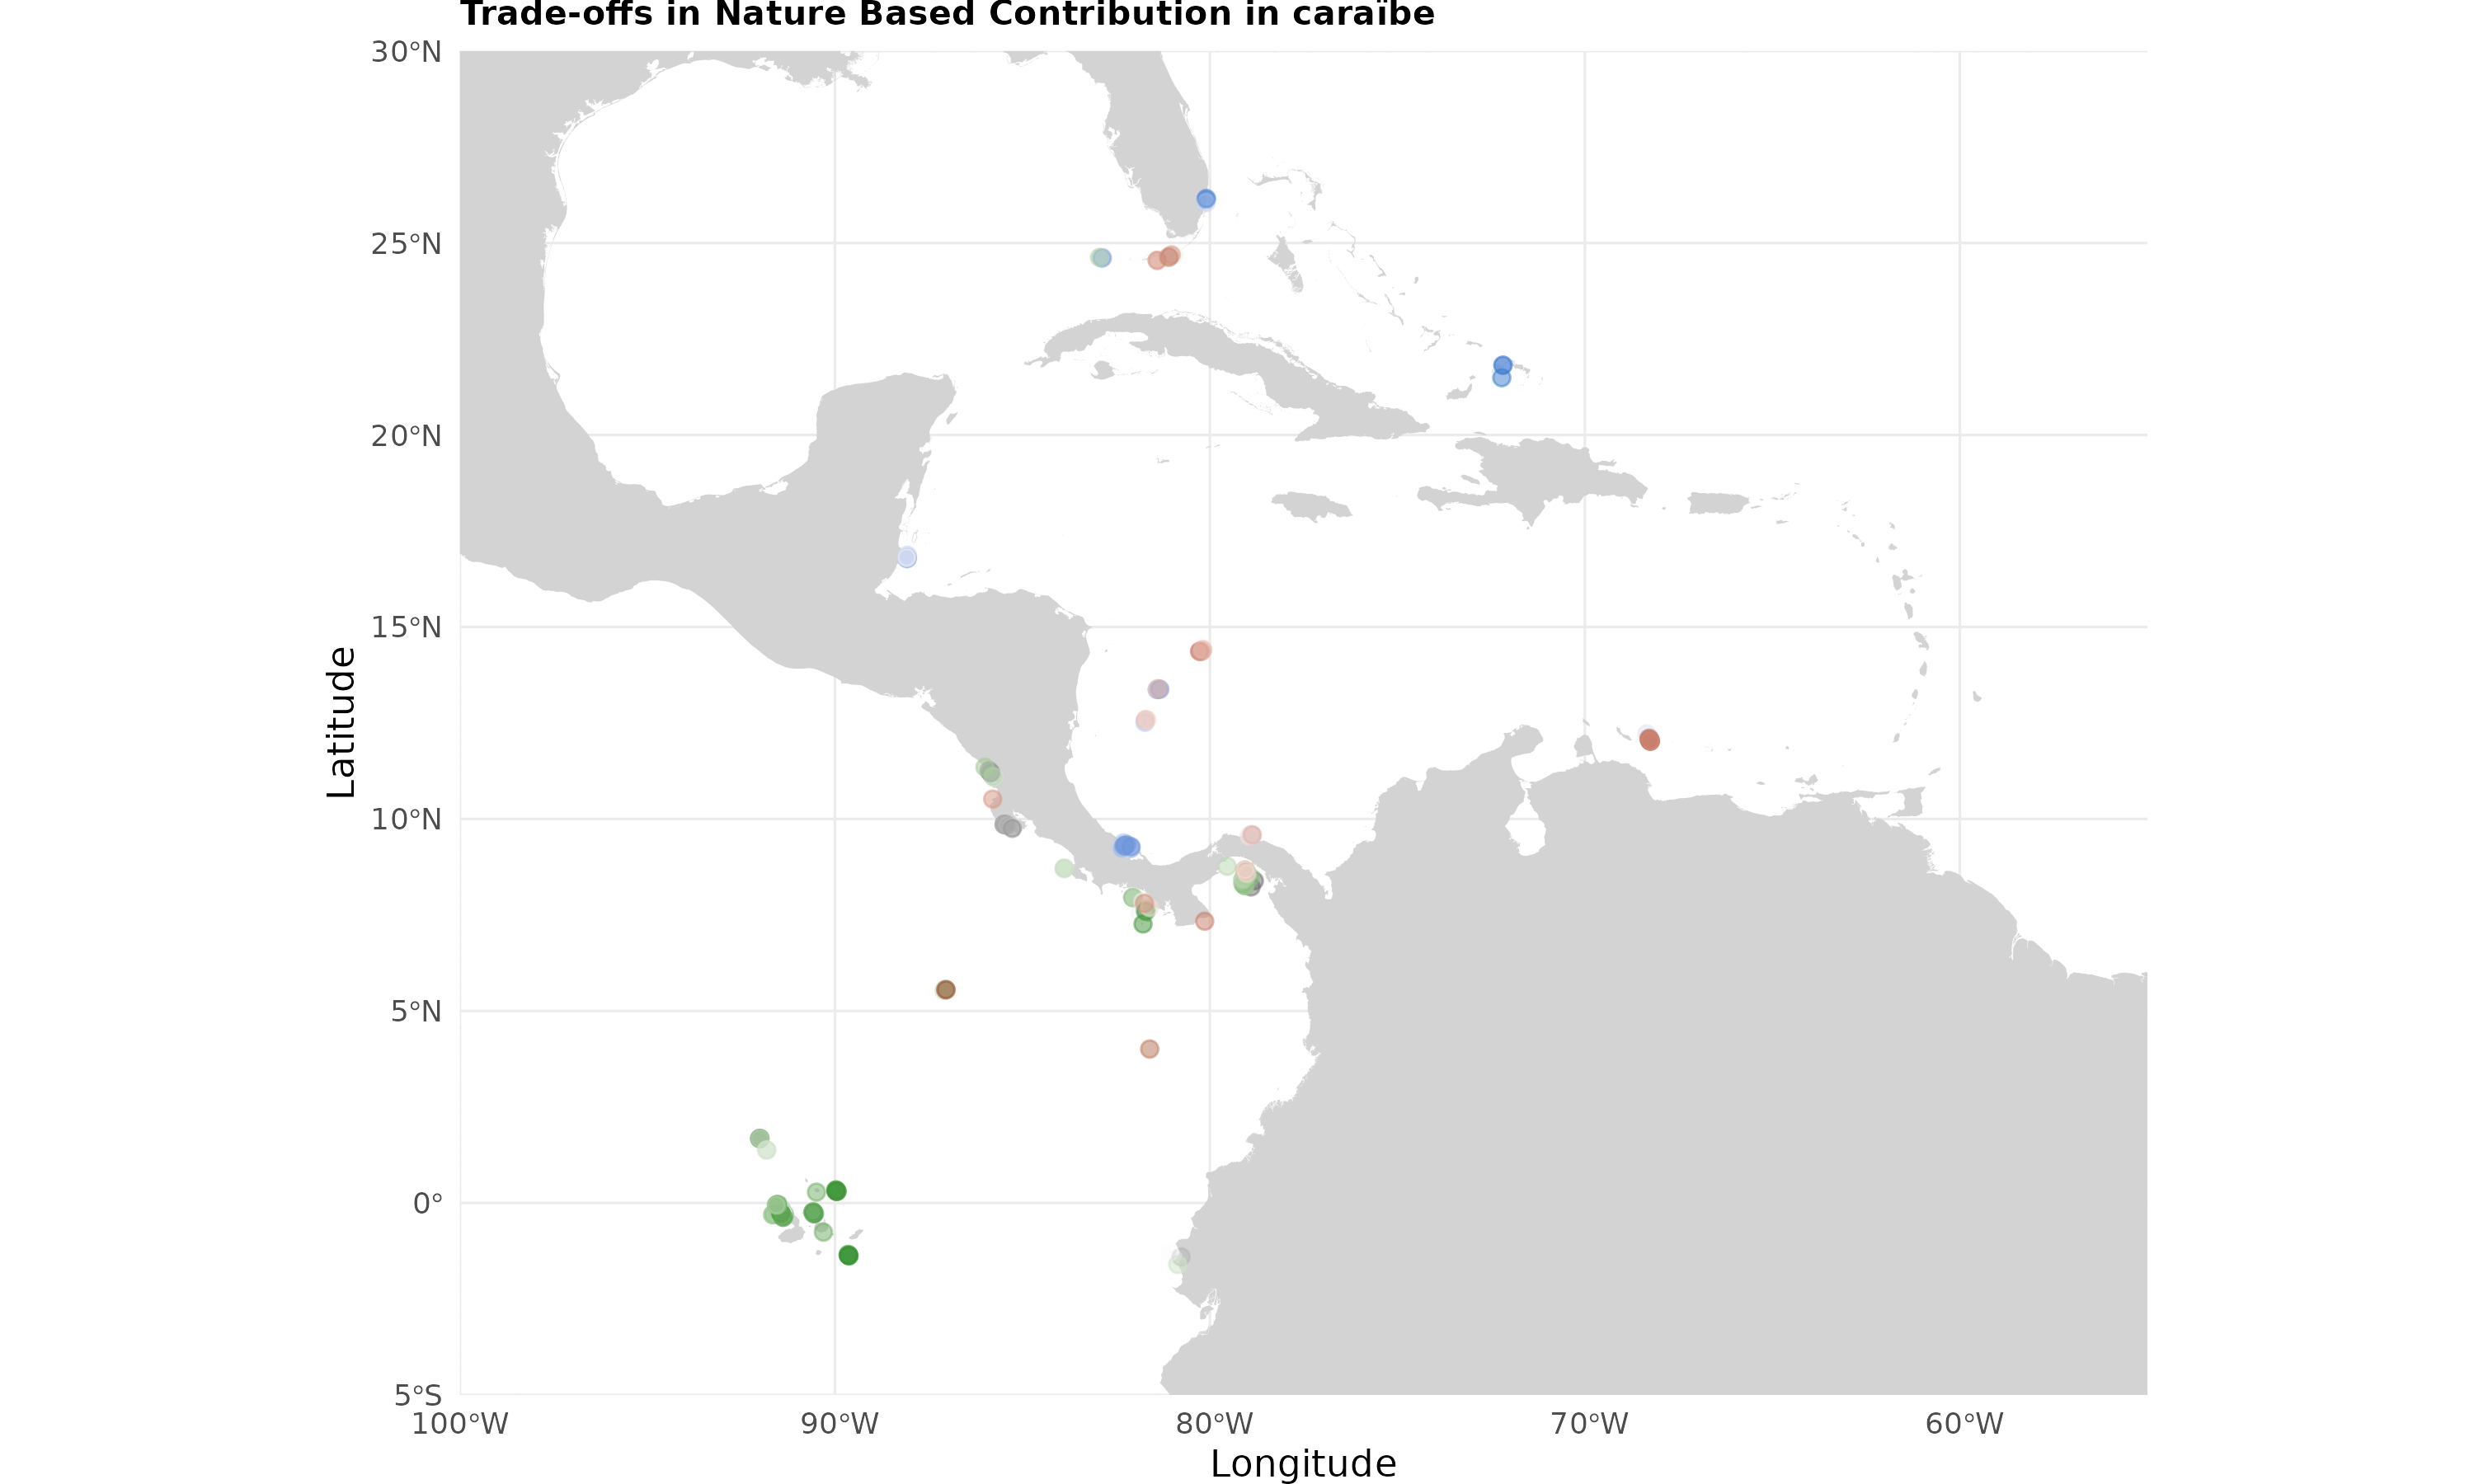 Trade-offs in Nature Based Contribution in caraïbe
30°N
25°N
20°N
15°N
10°N
5°N
0°
5°S
Latitude
100°W 90°W 80°W 70°W 60°W
Longitude